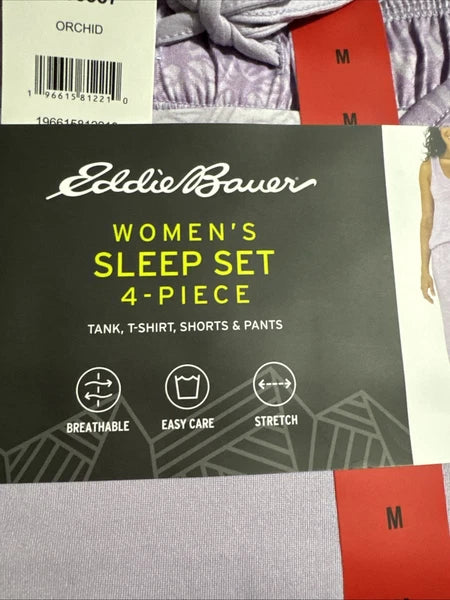 ORCHID
1 96615 81221 0
M
M
Eddie Bauer
WOMEN'S
SLEEP SET
4-PIECE
TANK, T-SHIRT, SHORTS & PANTS
BREATHABLE
EASY CARE
STRETCH
M